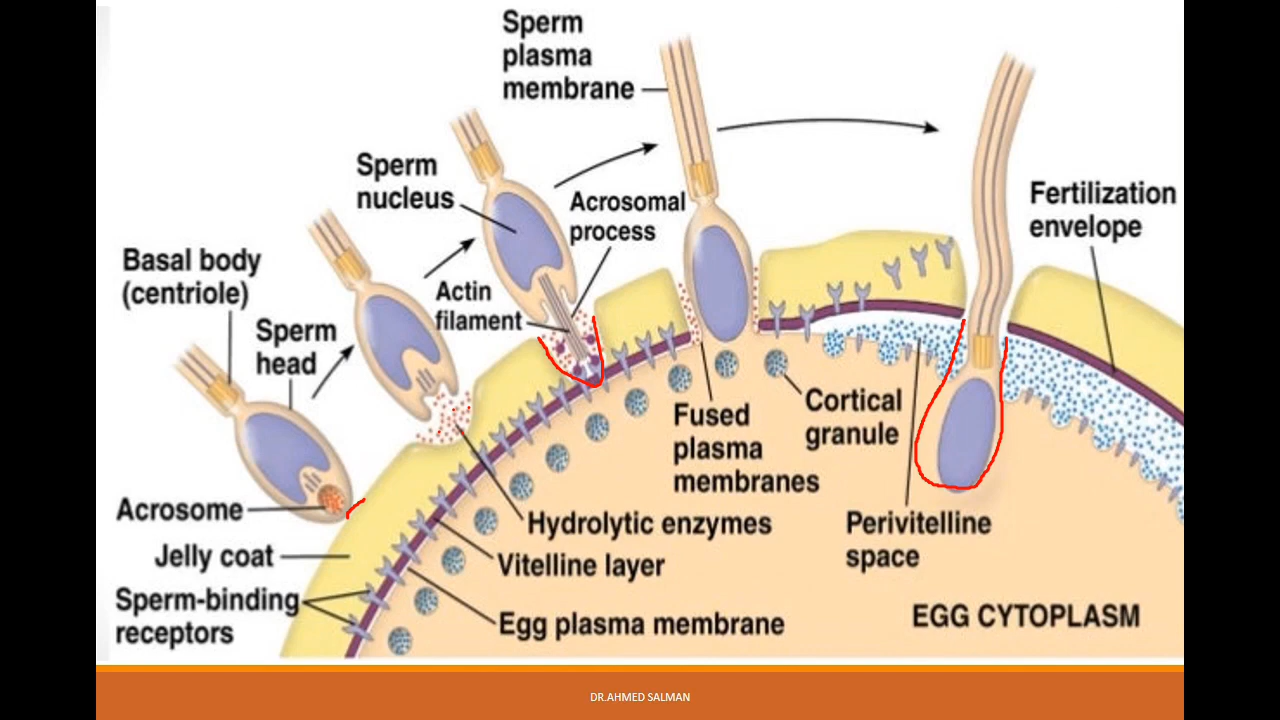 Sperm
plasma
membrane
Sperm
nucleus
Acrosomal
process
Fertilization
envelope
Basal body
(centriole)
Actin
filament
Sperm
head
Cortical
granule
Fused
plasma
membranes
Acrosome
Hydrolytic enzymes
Perivitelline
space
Jelly coat
Vitelline layer
Sperm-binding
receptors
Egg plasma membrane
EGG CYTOPLASM
DR.AHMED SALMAN